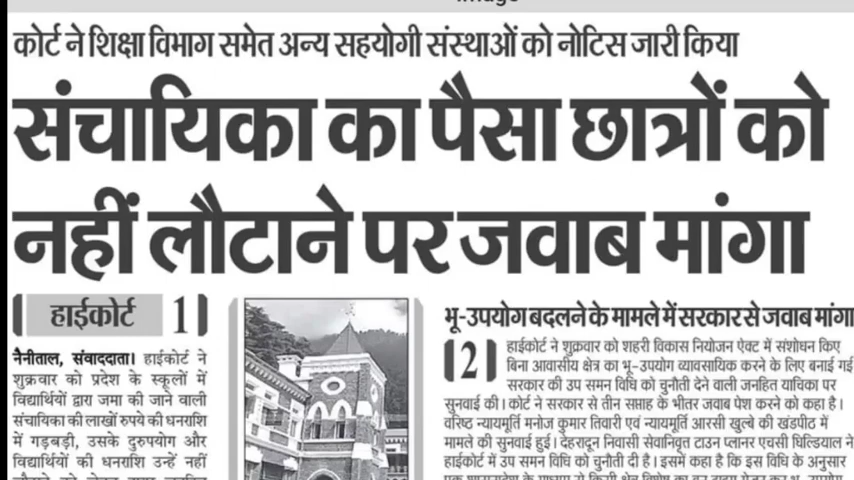 कोर्ट ने शिक्षा विभाग समेत अन्य सहयोगी संस्थाओं को नोटिस जारी किया
संचायिका का पैसा छात्रों को
नहीं लौटाने पर जवाब मांगा
हाईकोर्ट 1
नैनीताल, संवाददाता। हाईकोर्ट ने
शुक्रवार को प्रदेश के स्कूलों में
विद्यार्थियों द्वारा जमा की जाने वाली
संचायिका की लाखों रुपये की धनराशि
में गड़बड़ी, उसके दुरुपयोग और
विद्यार्थियों की धनराशि उन्हें नहीं
भू-उपयोग बदलने के मामले में सरकार से जवाब मांगा
2
हाईकोर्ट ने शुक्रवार को शहरी विकास नियोजन ऐक्ट में संशोधन किए
बिना आवासीय क्षेत्र का भू-उपयोग व्यावसायिक करने के लिए बनाई गई
सरकार की उप समन विधि को चुनौती देने वाली जनहित याचिका पर
सुनवाई की। कोर्ट ने सरकार से तीन सप्ताह के भीतर जवाब पेश करने को कहा है।
वरिष्ठ न्यायमूर्ति मनोज कुमार तिवारी एवं न्यायमूर्ति आरसी खुल्बे की खंडपीठ में
मामले की सुनवाई हुई। देहरादून निवासी सेवानिवृत टाउन प्लानर एचसी घिल्डियाल ने
हाईकोर्ट में उप समन विधि को चुनौती दी है। इसमें कहा है कि इस विधि के अनुसार